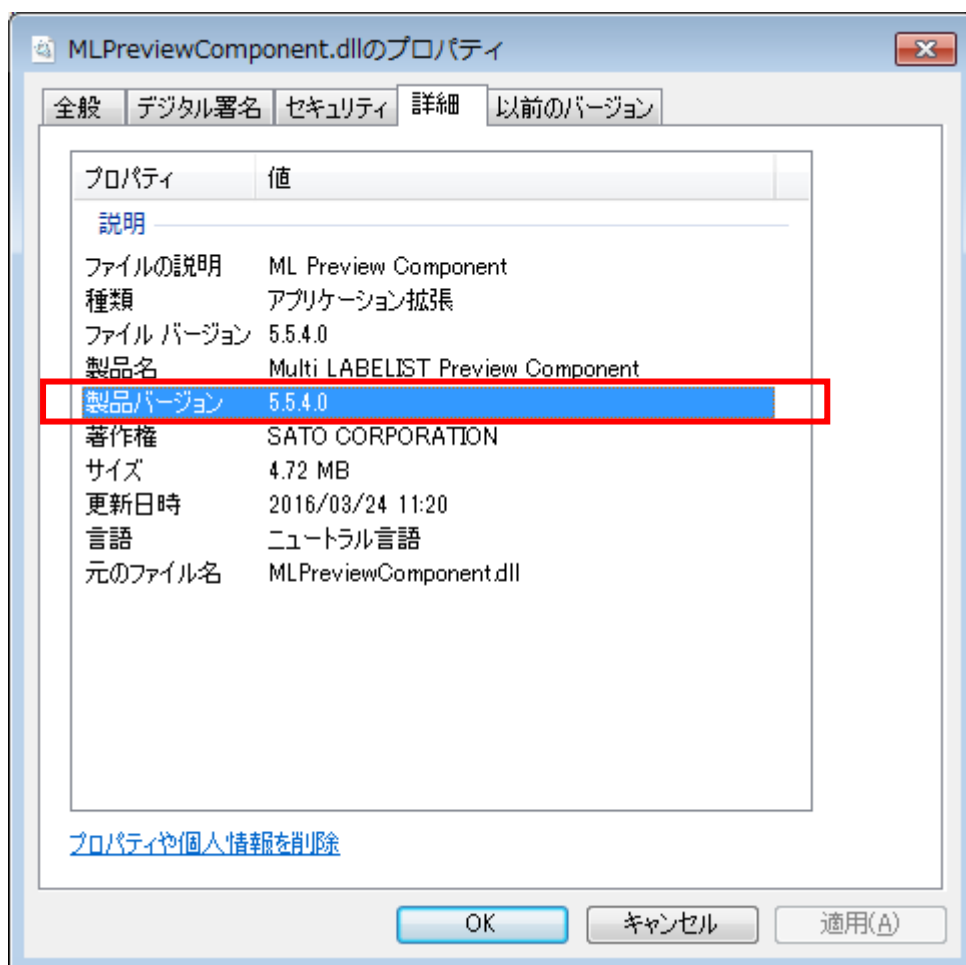 MLPreviewComponent.dllのプロパティ
全般 デジタル署名 セキュリティ 詳細 以前のバージョン
プロパティ 値
説明
ファイルの説明 ML Preview Component
種類 アプリケーション拡張
ファイル バージョン 5.5.4.0
製品名 Multi LABELIST Preview Component
製品バージョン 5.5.4.0
著作権 SATO CORPORATION
サイズ 4.72 MB
更新日時 2016/03/24 11:20
言語 ニュートラル言語
元のファイル名 MLPreviewComponent.dll
プロパティや個人情報を削除
OK キャンセル 適用(A)